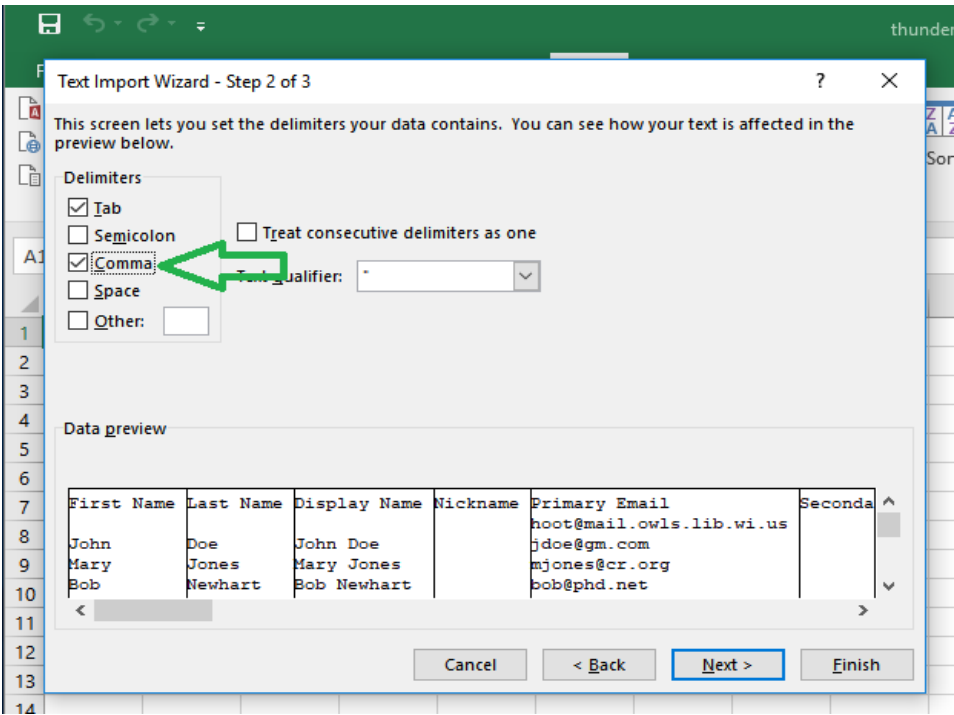 thunder
Text Import Wizard - Step 2 of 3
?
This screen lets you set the delimiters your data contains. You can see how your text is affected in the
preview below.
Delimiters
Tab
Semicolon
Treat consecutive delimiters as one
Comma
Text qualifier: "
Space
Other:
Data preview
First Name Last Name Display Name Nickname Primary Email Seconda
hoot@mail.owls.lib.wi.us
John Doe John Doe jdoe@gm.com
Mary Jones Mary Jones mjones@cr.org
Bob Newhart Bob Newhart bob@phd.net
Cancel < Back Next > Finish
A1
Sor
1
2
3
4
5
6
7
8
9
10
11
12
13
14